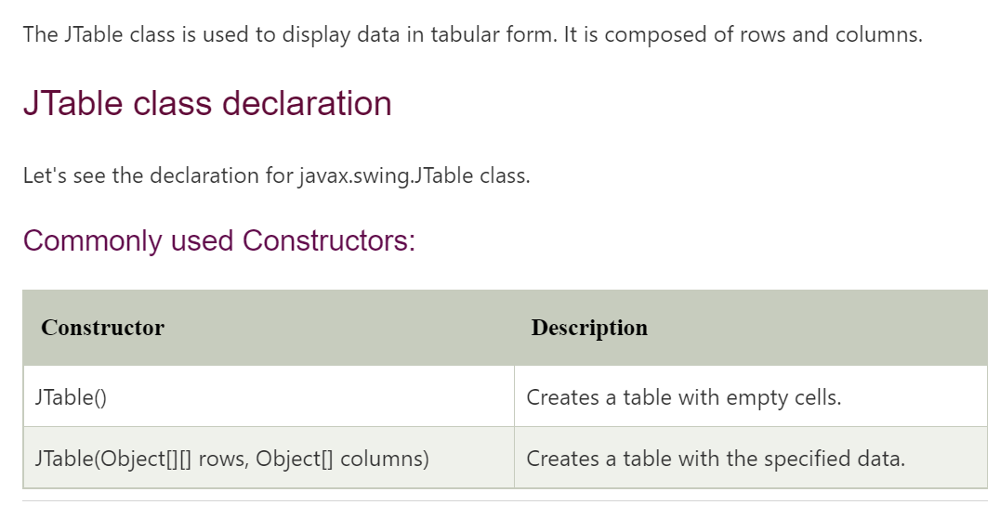 The JTable class is used to display data in tabular form. It is composed of rows and columns.
JTable class declaration
Let's see the declaration for javax.swing.JTable class.
Commonly used Constructors:
Constructor Description
JTable() Creates a table with empty cells.
JTable(Object[][] rows, Object[] columns) Creates a table with the specified data.